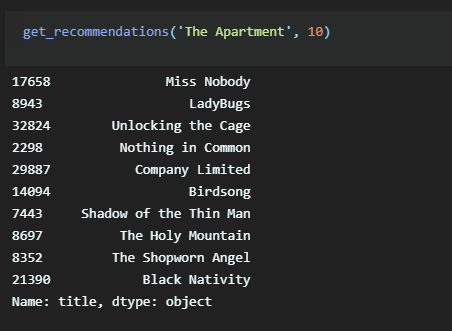 get_recommendations('The Apartment', 10)
17658 Miss Nobody
8943 LadyBugs
32824 Unlocking the Cage
2298 Nothing in Common
29887 Company Limited
14094 Birdsong
7443 Shadow of the Thin Man
8697 The Holy Mountain
8352 The Shopworn Angel
21390 Black Nativity
Name: title, dtype: object